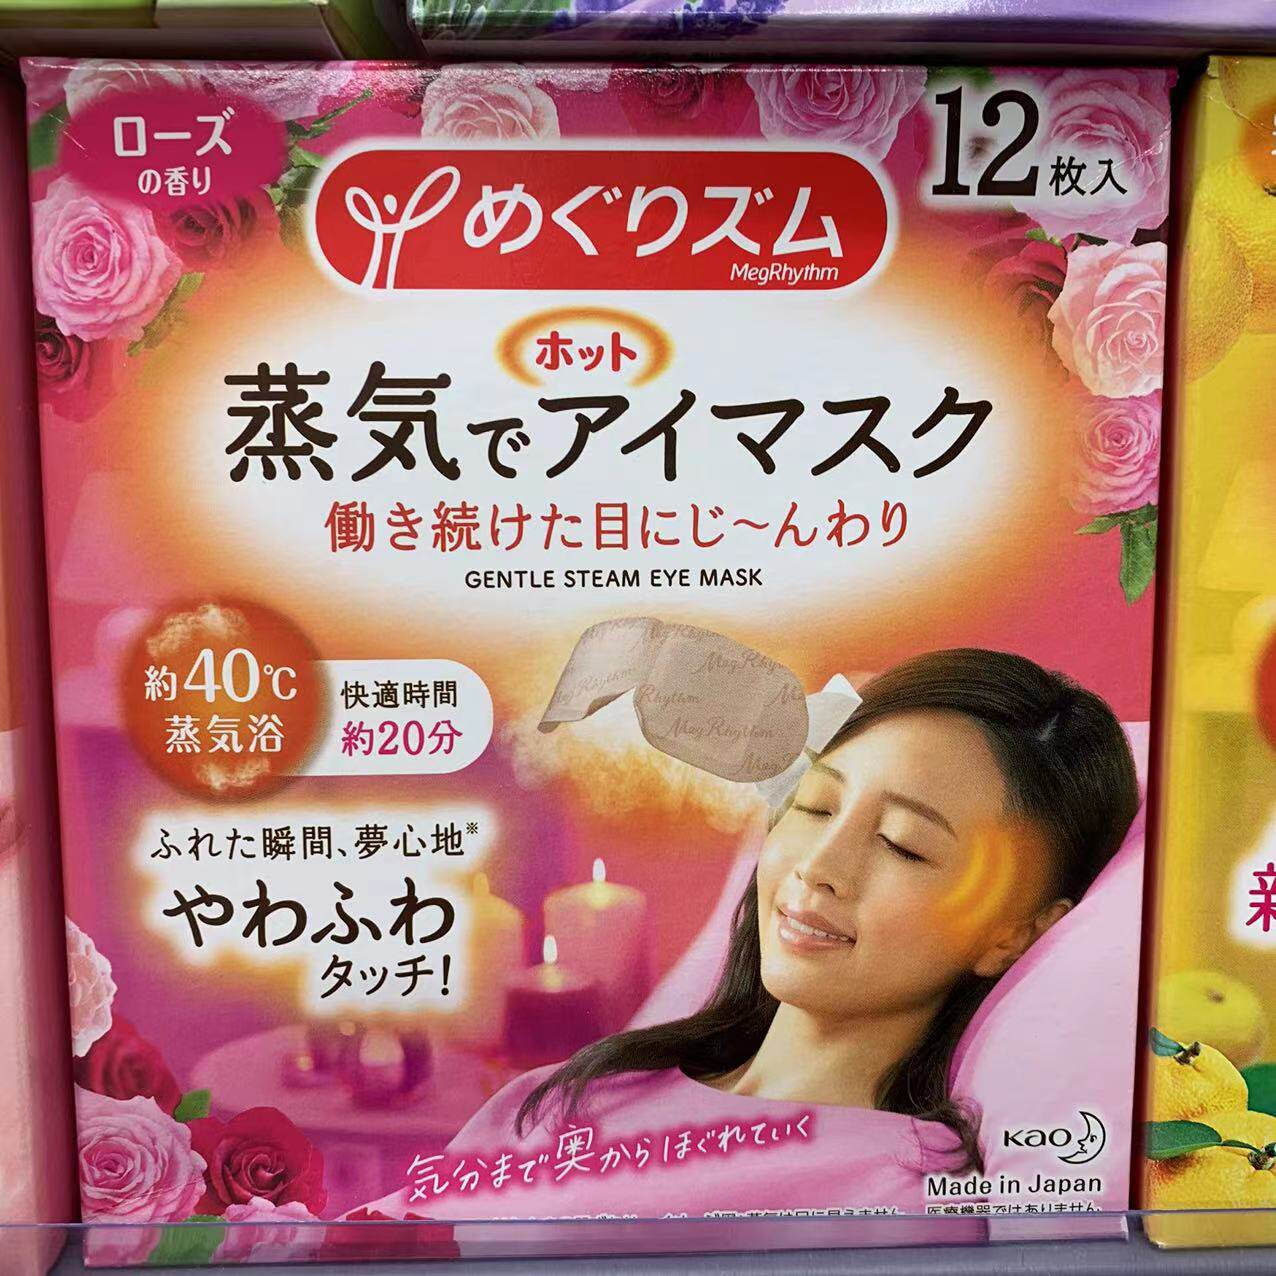 ローズ
の香り
めぐりズム
MegRhythm
12枚入
ホット
蒸気でアイマスク
働き続けた目にじ〜んわり
GENTLE STEAM EYE MASK
約40℃
蒸気浴
快適時間
約20分
ふれた瞬間、夢心地※
やわふわ
タッチ!
気分まで奥からほぐれていく
Kao
Made in Japan
医療機器ではありません。